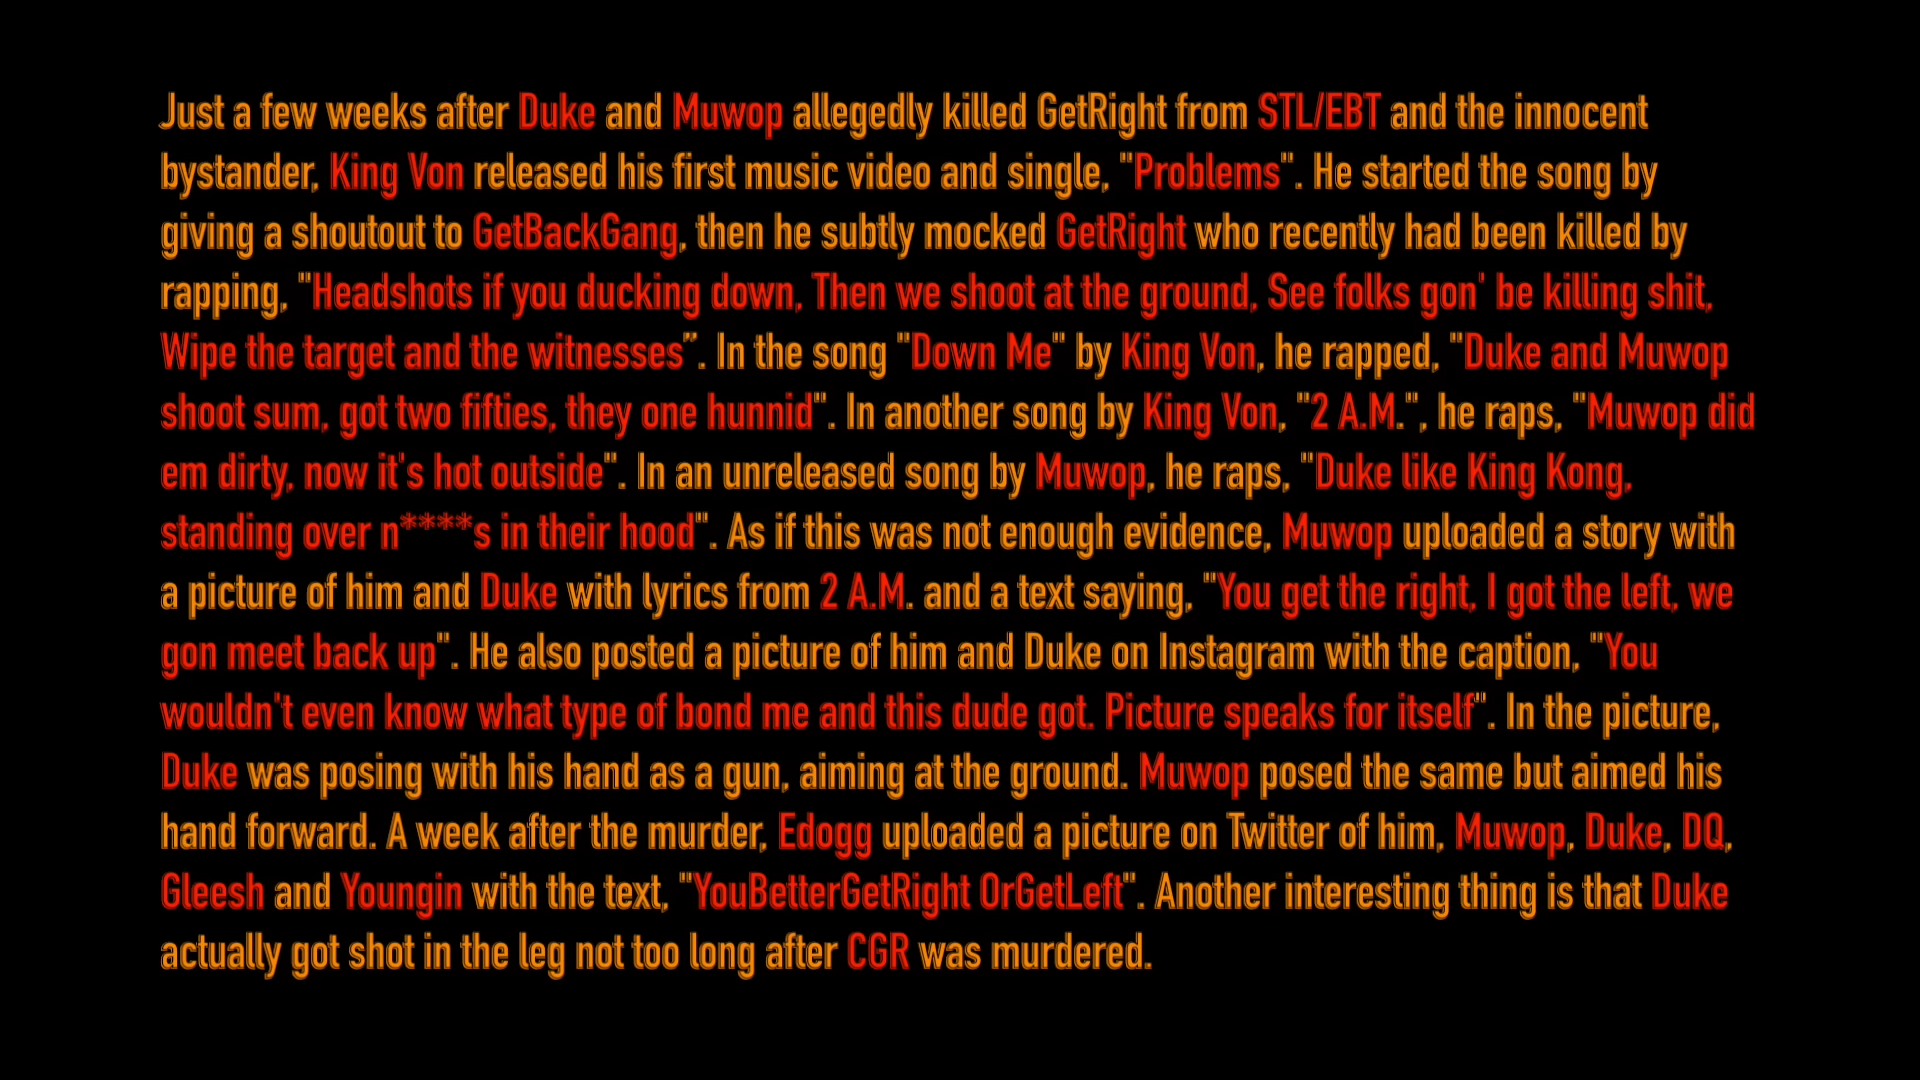 Just a few weeks after Duke and Muwop allegedly killed GetRight from STL/EBT and the innocent
bystander, King Von released his first music video and single, "Problems". He started the song by
giving a shoutout to GetBackGang, then he subtly mocked GetRight who recently had been killed by
rapping, "Headshots if you ducking down, Then we shoot at the ground, See folks gon' be killing shit,
Wipe the target and the witnesses”. In the song "Down Me" by King Von, he rapped, "Duke and Muwop
shoot sum, got two fifties, they one hunnid". In another song by King Von, "2 A.M.", he raps, "Muwop did
em dirty, now it's hot outside". In an unreleased song by Muwop, he raps, "Duke like King Kong,
standing over n****s in their hood". As if this was not enough evidence, Muwop uploaded a story with
a picture of him and Duke with lyrics from 2 A.M. and a text saying, "You get the right, I got the left, we
gon meet back up". He also posted a picture of him and Duke on Instagram with the caption, "You
wouldn't even know what type of bond me and this dude got. Picture speaks for itself". In the picture,
Duke was posing with his hand as a gun, aiming at the ground. Muwop posed the same but aimed his
hand forward. A week after the murder, Edogg uploaded a picture on Twitter of him, Muwop, Duke, DQ,
Gleesh and Youngin with the text, "YouBetterGetRight OrGetLeft". Another interesting thing is that Duke
actually got shot in the leg not too long after CGR was murdered.